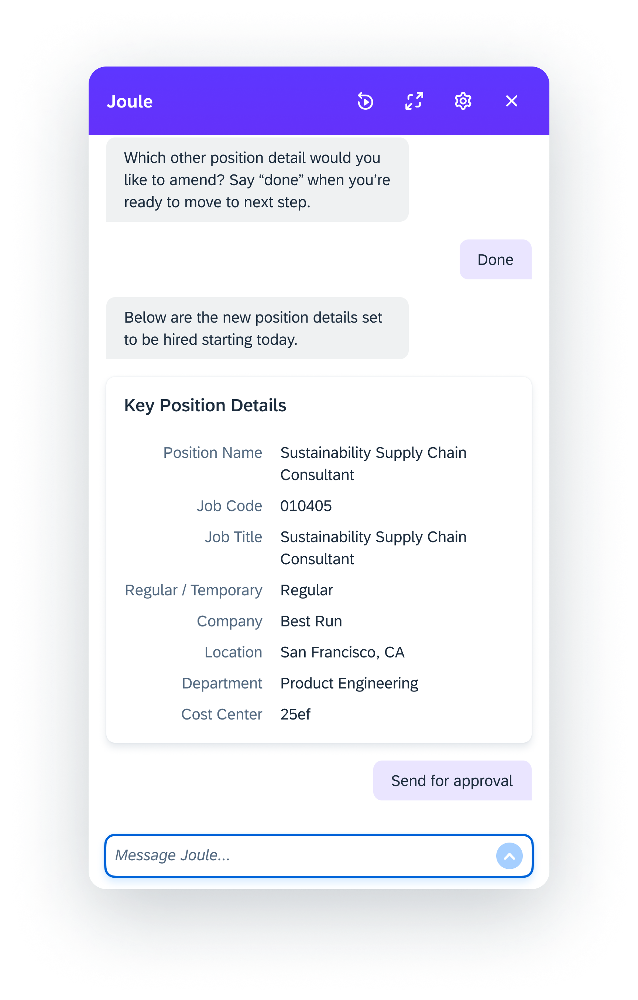 Joule
Which other position detail would you
like to amend? Say “done” when you’re
ready to move to next step.
Done
Below are the new position details set
to be hired starting today.
Key Position Details
Position Name Sustainability Supply Chain
Consultant
Job Code 010405
Job Title Sustainability Supply Chain
Consultant
Regular / Temporary Regular
Company Best Run
Location San Francisco, CA
Department Product Engineering
Cost Center 25ef
Send for approval
Message Joule...